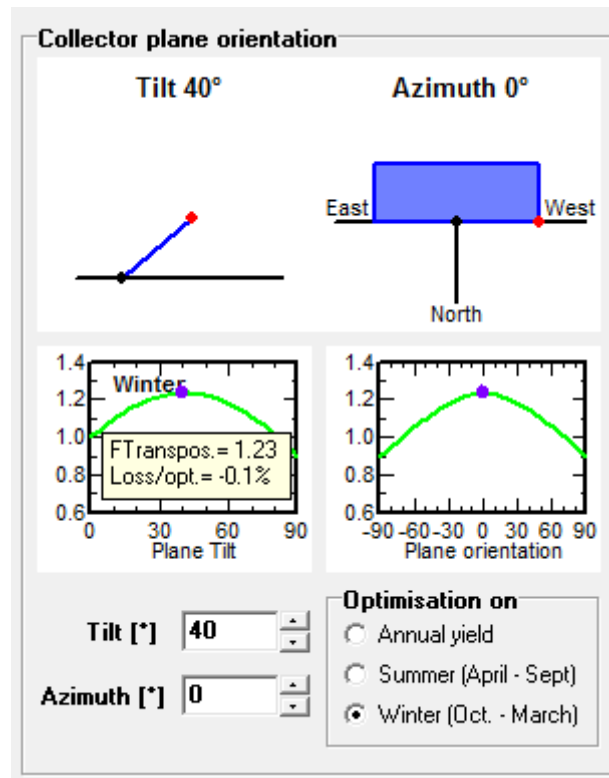 Collector plane orientation
Tilt 40°
Azimuth 0°
East
West
North
1.4
1.2
1.0
0.8
0.6
Winter
FTranspos.= 1.23
Loss/opt.= -0.1%
0 30 60 90
Plane Tilt
1.4
1.2
1.0
0.8
0.6
-90 -60 -30 0 30 60 90
Plane orientation
Tilt [°] 40
Azimuth [°] 0
Optimisation on
Annual yield
Summer (April - Sept)
Winter (Oct. - March)